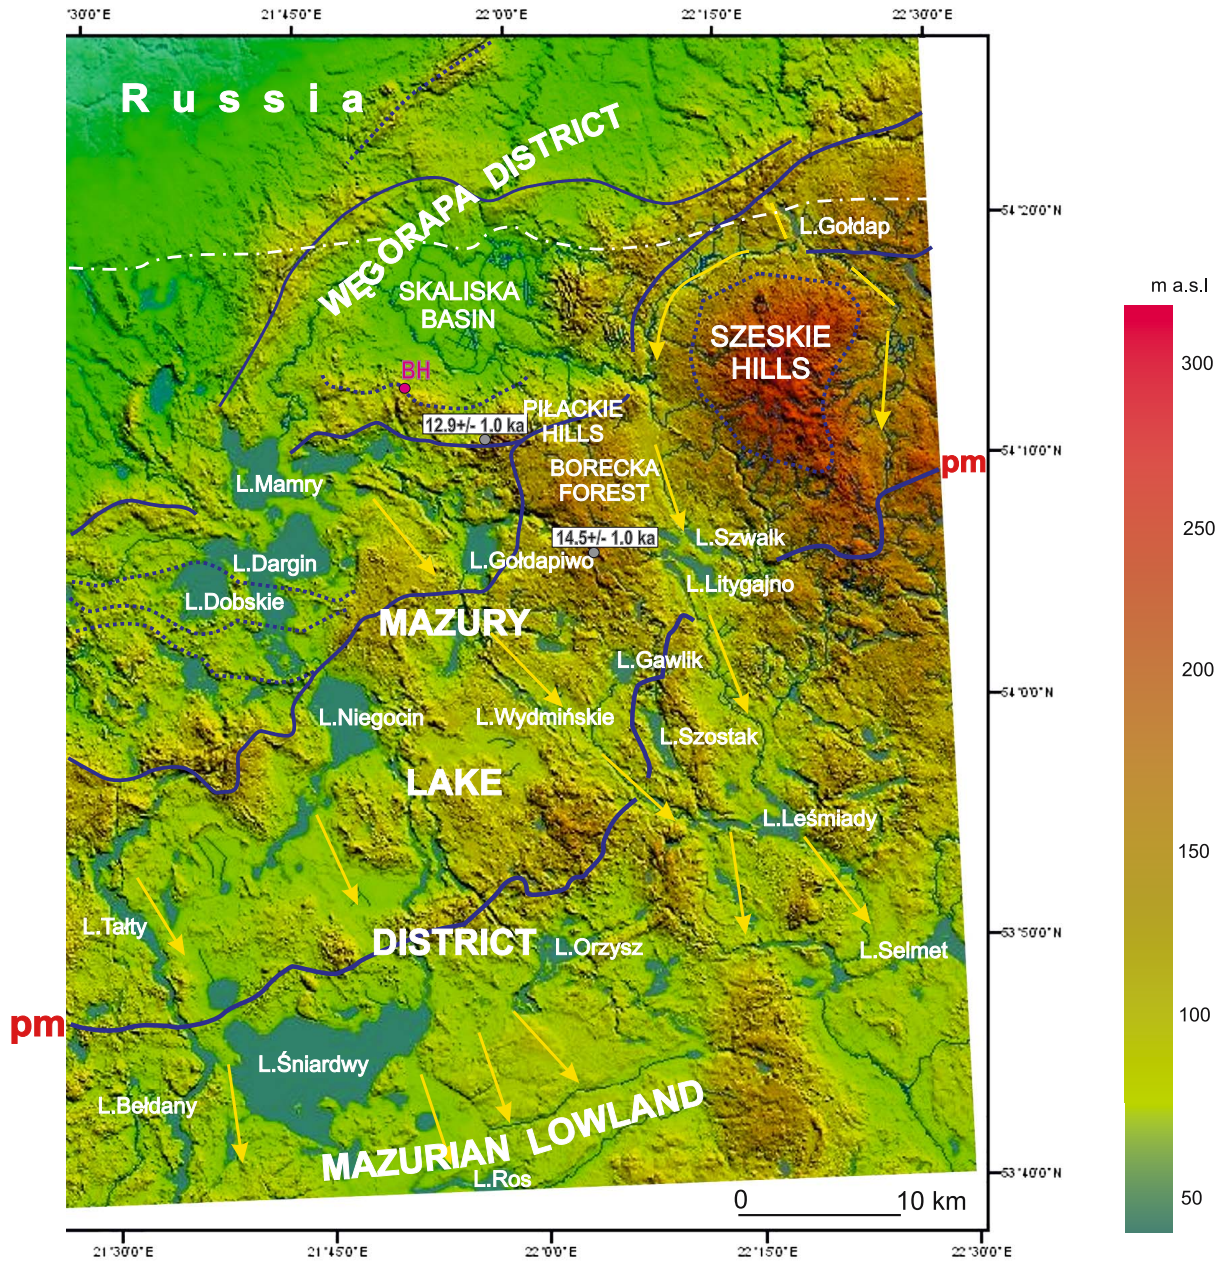 '30'0"E 21°45'0"E 22°0'0"E 22°15'0"E 22°30'0"E
Russia
WĘGORAPA DISTRICT
54°20'0"N
L.Gołdap
SKALISKA
BASIN
m a.s.l
SZESKIE
HILLS
300
BH
PIŁACKIE
HILLS
12.9+/- 1.0 ka
54°10'0"N
pm
BORECKA
FOREST
L.Mamry
250
14.5+/- 1.0 ka
L.Szwalk
L.Dargin
L.Gołdapiwo
L.Litygajno
L.Dobskie
MAZURY
L.Gawlik
200
54°0'0"N
L.Niegocin
L.Wydmińskie
L.Szostak
LAKE
L.Leśmiady
150
L.Tałty
DISTRICT
L.Orzysz
L.Selmet
53°50'0"N
100
pm
L.Śniardwy
L.Bełdany
MAZURIAN LOWLAND
L.Ros
53°40'0"N
50
0 10 km
21°30'0"E 21°45'0"E 22°0'0"E 22°15'0"E 22°30'0"E